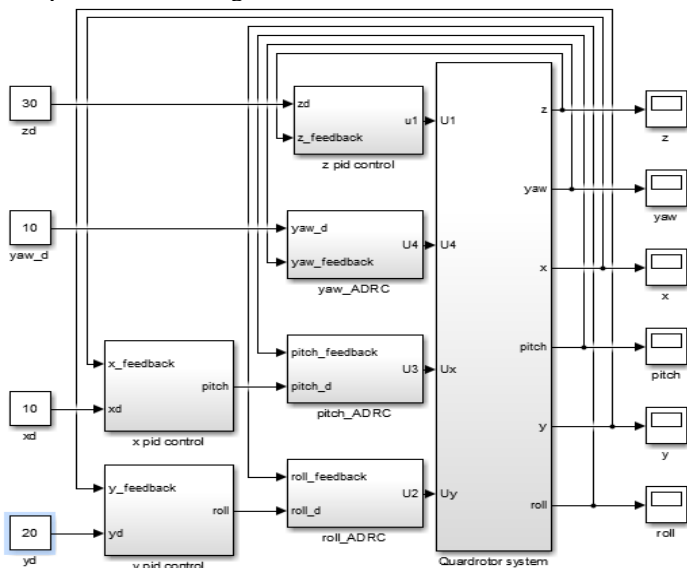 30
zd
zd
u1
z_feedback
z pid control
10
yaw_d
yaw_d
U4
yaw_feedback
yaw_ADRC
x_feedback
pitch
xd
x pid control
10
xd
pitch_feedback
U3
pitch_d
pitch_ADRC
y_feedback
roll
yd
y pid control
20
yd
roll_feedback
U2
roll_d
roll_ADRC
U1
U4
Ux
Uy
z
yaw
x
pitch
y
roll
Quardrotor system
z
yaw
x
pitch
y
roll